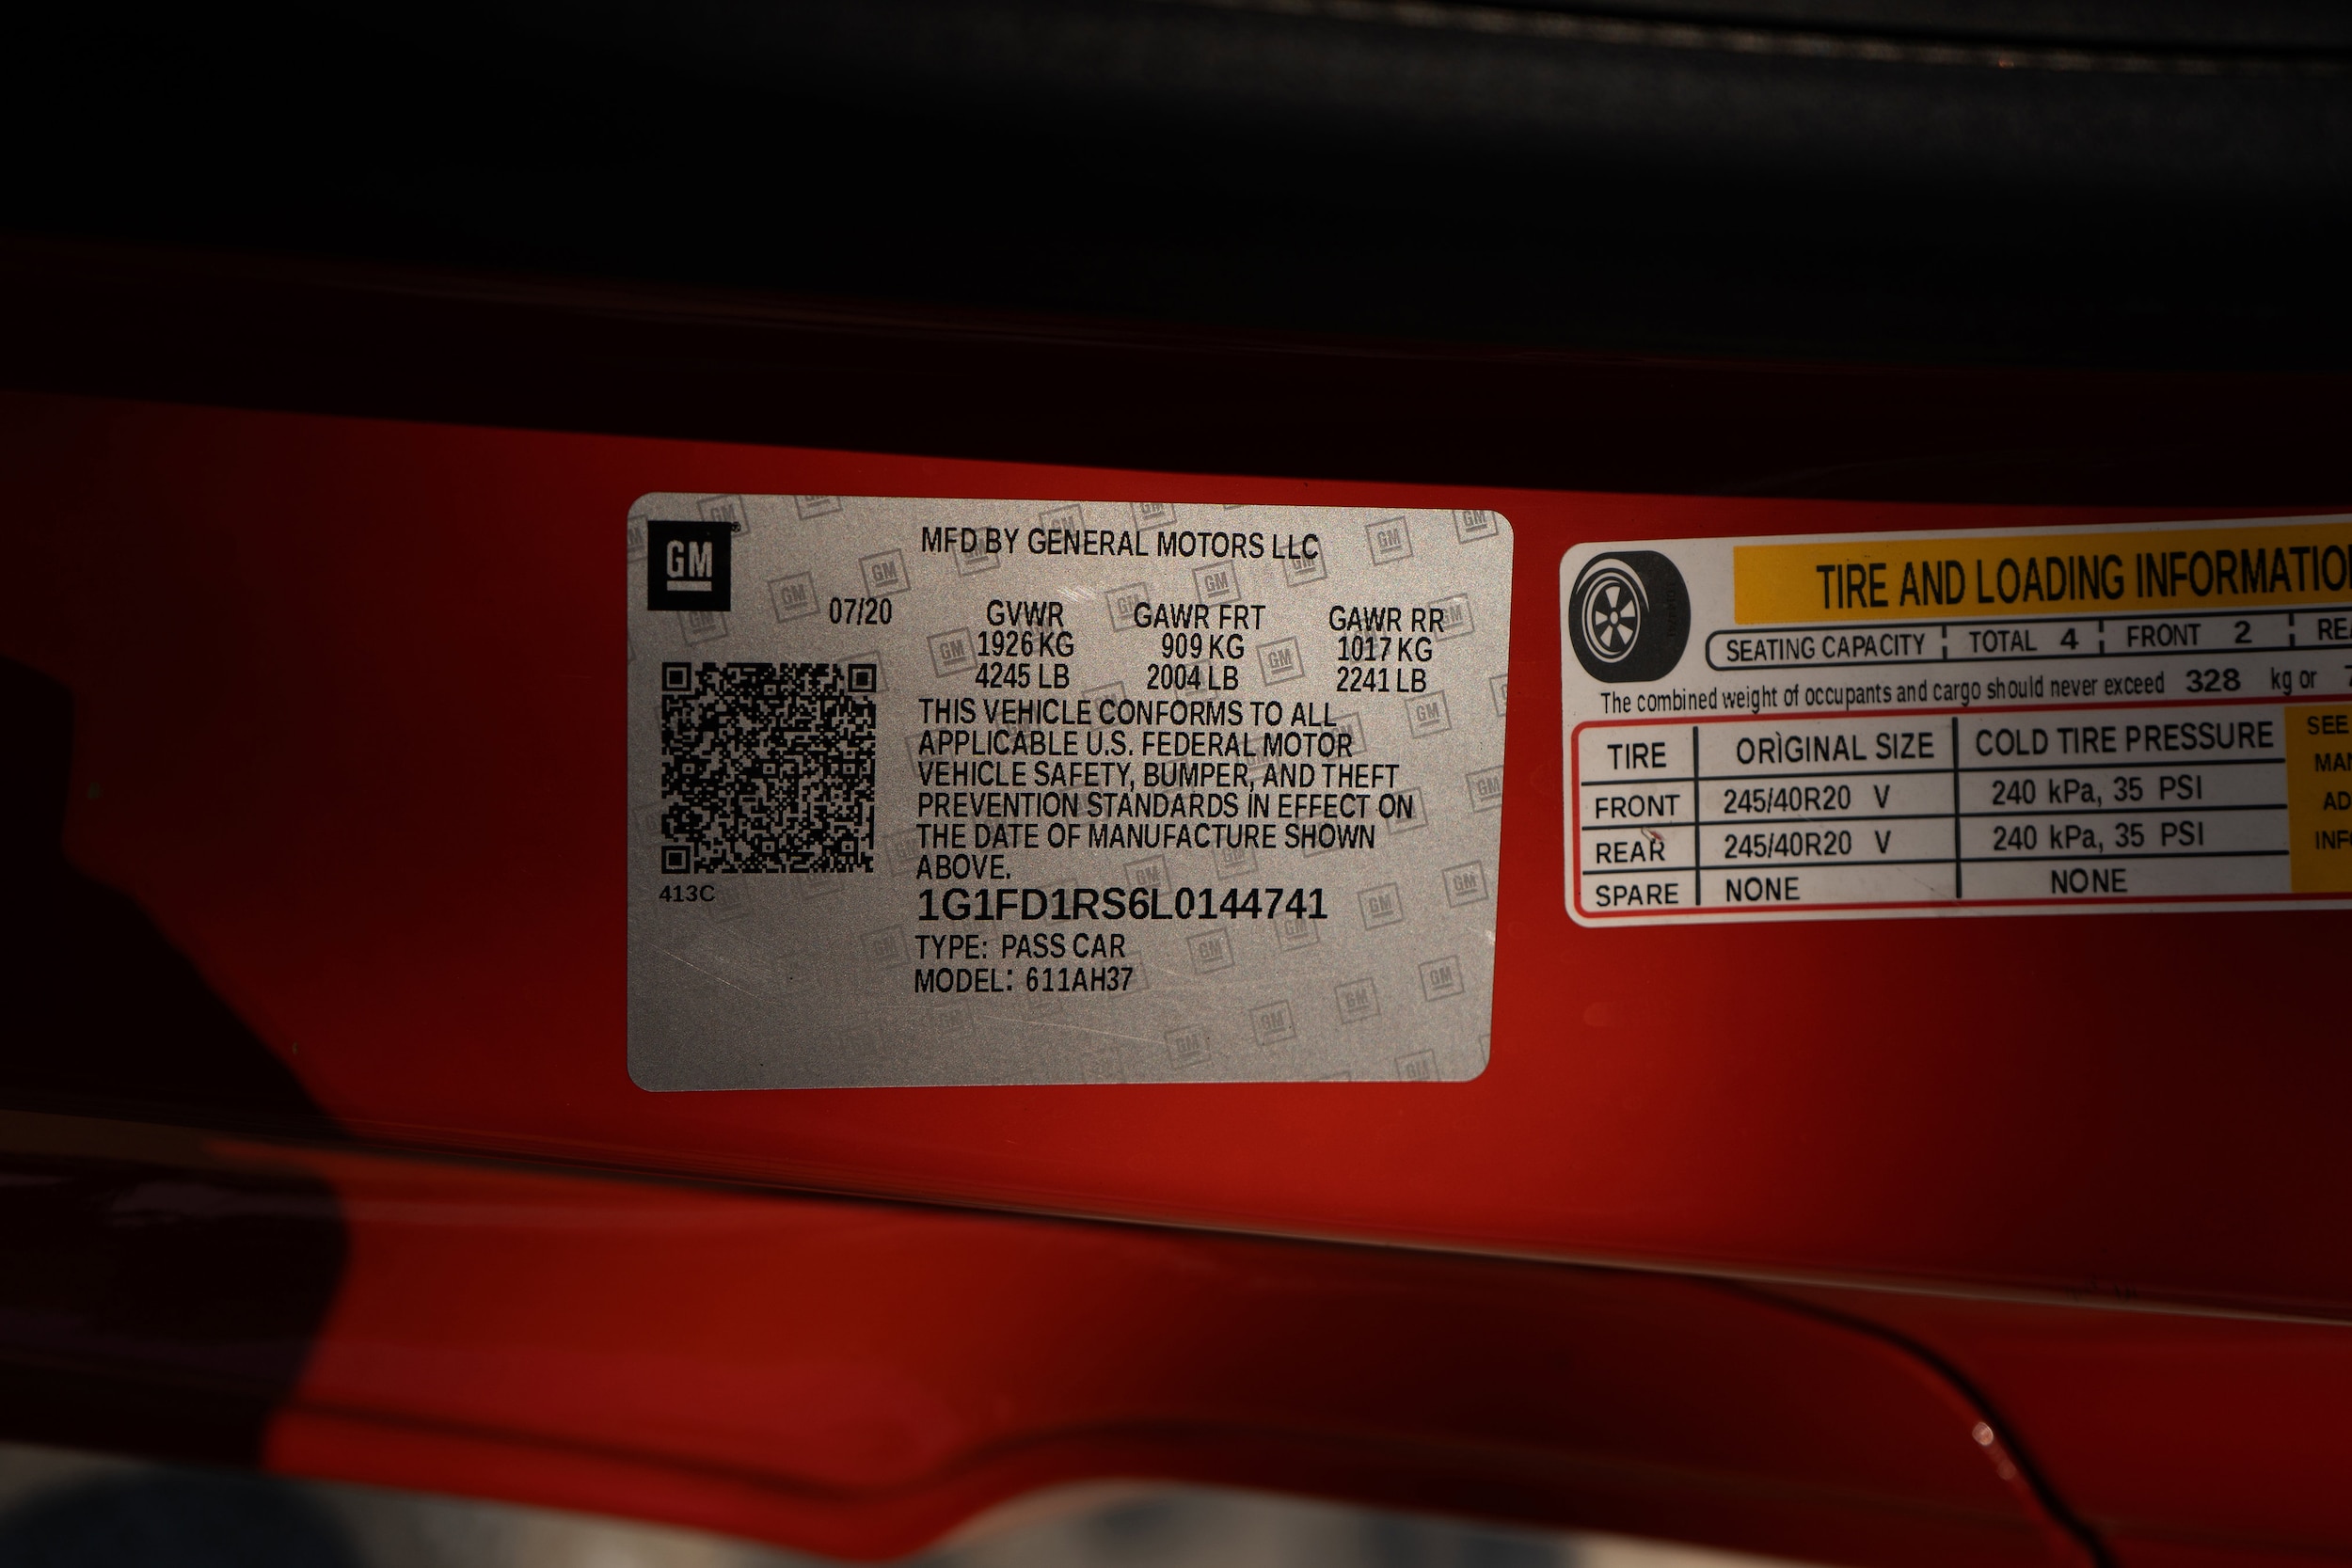 GM
MFD BY GENERAL MOTORS LLC
07/20 GVWR GAWR FRT GAWR RR
1926 KG 909 KG 1017 KG
4245 LB 2004 LB 2241 LB
THIS VEHICLE CONFORMS TO ALL
APPLICABLE U.S. FEDERAL MOTOR
VEHICLE SAFETY, BUMPER, AND THEFT
PREVENTION STANDARDS IN EFFECT ON
THE DATE OF MANUFACTURE SHOWN
ABOVE.
413C
1G1FD1RS6L0144741
TYPE: PASS CAR
MODEL: 611AH37
TIRE AND LOADING INFORMATIO
SEATING CAPACITY TOTAL 4 FRONT 2 RE
The combined weight of occupants and cargo should never exceed 328 kg or 7
TIRE ORIGINAL SIZE COLD TIRE PRESSURE
FRONT 245/40R20 V 240 kPa, 35 PSI
REAR 245/40R20 V 240 kPa, 35 PSI
SPARE NONE NONE
SEE
MAN
AD
INFO